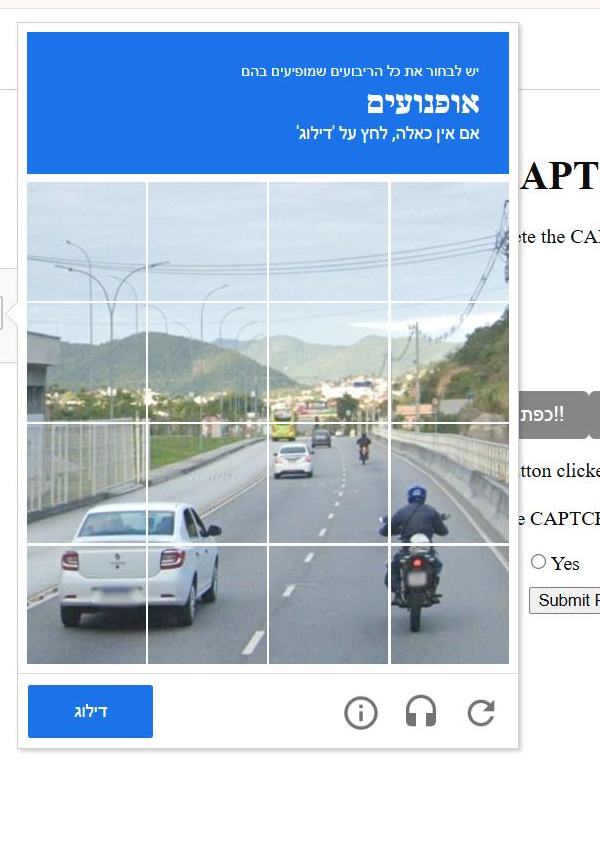 יש לבחור את כל הריבועים שמופיעים בהם
אופנועים
אם אין כאלה, לחץ על 'דילוג'
APT
ete the CA
כפת!!
tton clicke
e CAPTC
Yes
Submit
דילוג